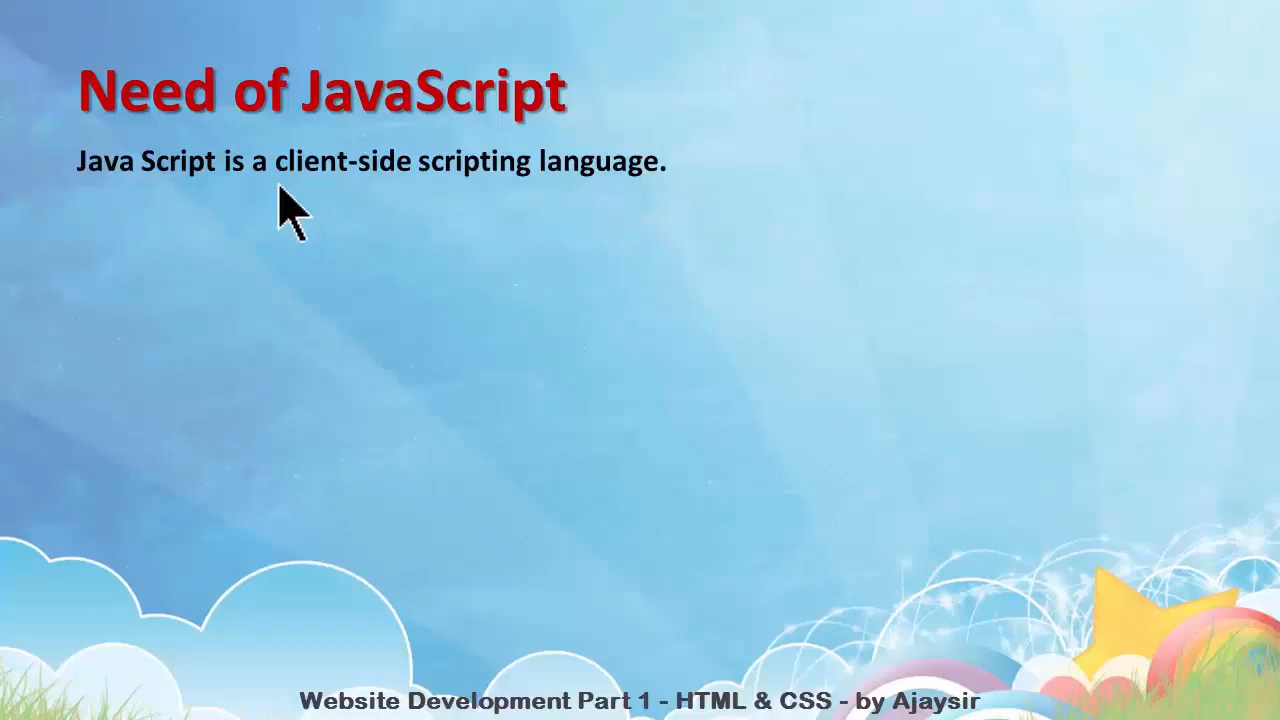 Need of JavaScript
Java Script is a client-side scripting language.
Website Development Part 1 - HTML & CSS - by Ajaysir